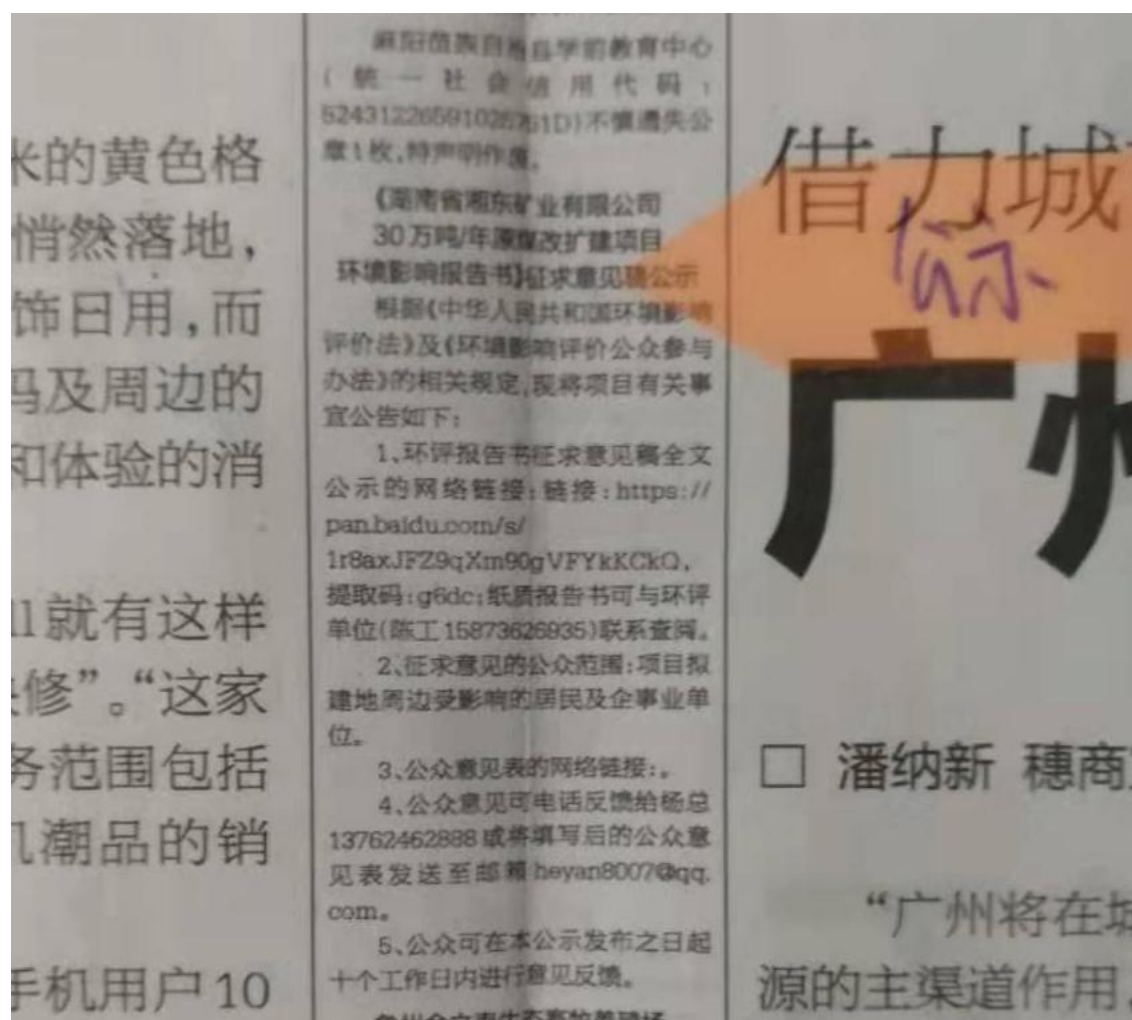 米的黄色格
悄然落地，
饰日用，而
码及周边的
和体验的消
就有这样
修”。“这家
务范围包括
潮品的销
手机用户10
麻阳苗族自治县学前教育中心
（统一社会信用代码：
不慎遗失公
章1枚，特声明作废。
《湖南省湘东矿业有限公司
30万吨/年原煤改扩建项目
环境影响报告书》征求意见稿公示
根据《中华人民共和国环境影响
评价法》及《环境影响评价公众参与
办法》的相关规定，现将项目有关事
宜公告如下：
1、环评报告书征求意见稿全文
公示的网络链接：链接：https://
pan.baidu.com/s/
1r8axJFZ9qXm90gVFYkKCkQ，
提取码：g6dc；纸质报告书可与环评
单位（陈工15873626935）联系查阅。
2、征求意见的公众范围：项目拟
建地周边受影响的居民及企事业单
位。
3、公众意见表的网络链接：。
4、公众意见可电话反馈给杨总
13762462888或将填写后的公众意
见表发送至邮箱heyan8007@qq.
com。
5、公众可在本公示发布之日起
十个工作日内进行意见反馈。
借力城
公示
广州
□ 潘纳新 穗商
“广州将在城
源的主渠道作用，